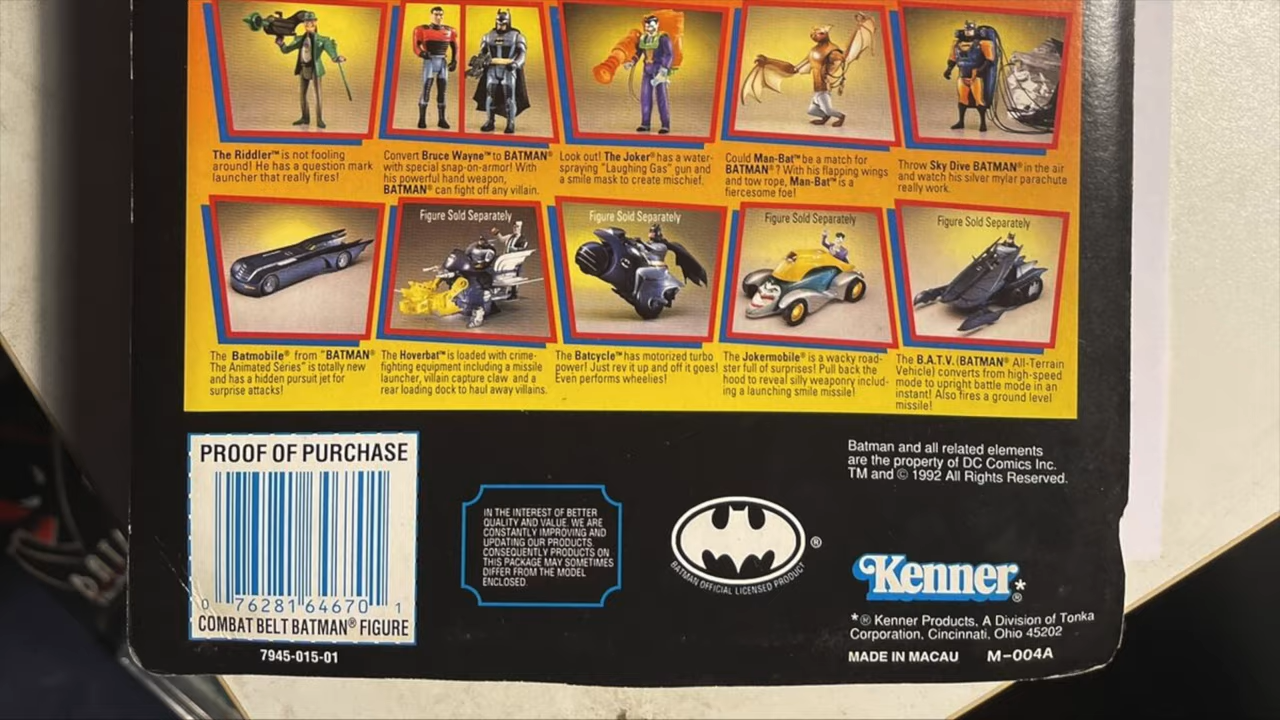 The Riddler™ is not fooling
around! He has a question mark
launcher that really fires!
Convert Bruce Wayne™ to BATMAN®
with special snap-on-armor! With
his powerful hand weapon,
BATMAN® can fight off any villain.
Look out! The Joker® has a water-
spraying "Laughing Gas" gun and
a smile mask to create mischief.
Could Man-Bat™ be a match for
BATMAN®? With his flapping wings
and tow rope, Man-Bat™ is a
fiercesome foe!
Throw Sky Dive BATMAN® in the air
and watch his silver mylar parachute
really work.
Figure Sold Separately
Figure Sold Separately
Figure Sold Separately
Figure Sold Separately
The Batmobile® from "BATMAN®
The Animated Series" is totally new
and has a hidden pursuit jet for
surprise attacks!
The Hoverbat™ is loaded with crime-
fighting equipment including a missile
launcher, villain capture claw and a
rear loading dock to haul away villains.
The Batcycle™ has motorized turbo
power! Just rev it up and off it goes!
Even performs wheelies!
The Jokermobile® is a wacky road-
ster full of surprises! Pull back the
hood to reveal silly weaponry includ-
ing a launching smile missile!
The B.A.T.V. (BATMAN® All-Terrain
Vehicle) converts from high-speed
mode to upright battle mode in an
instant! Also fires a ground level
missile!
PROOF OF PURCHASE
0 76281 64670 1
COMBAT BELT BATMAN® FIGURE
7945-015-01
IN THE INTEREST OF BETTER
QUALITY AND VALUE, WE ARE
CONSTANTLY IMPROVING AND
UPDATING OUR PRODUCTS.
CONSEQUENTLY PRODUCTS ON
THIS PACKAGE MAY SOMETIMES
DIFFER FROM THE MODEL
ENCLOSED.
®
BATMAN OFFICIAL LICENSED PRODUCT
Batman and all related elements
are the property of DC Comics Inc.
TM and © 1992 All Rights Reserved.
Kenner®*
*® Kenner Products, A Division of Tonka
Corporation, Cincinnati, Ohio 45202
MADE IN MACAU M-004A